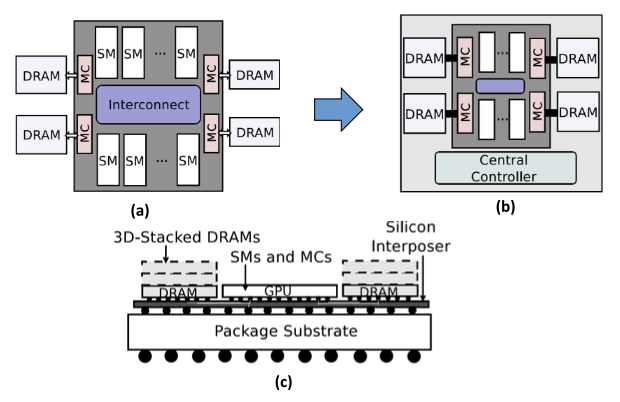 SM SM ... SM
DRAM MC MC DRAM
Interconnect
DRAM MC MC DRAM
SM SM ... SM
(a)
DRAM MC ... MC DRAM
DRAM MC ... MC DRAM
Central
Controller
(b)
3D-Stacked DRAMs
SMs and MCs
Silicon
Interposer
DRAM GPU DRAM
Package Substrate
(c)